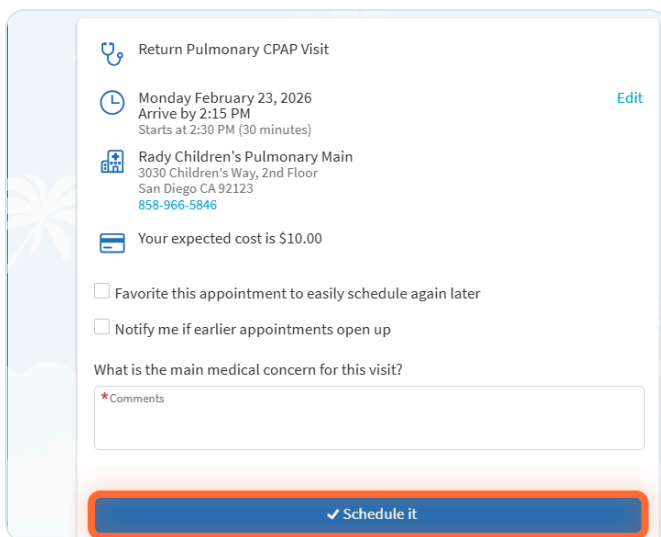 Return Pulmonary CPAP Visit
Monday February 23, 2026
Edit
Arrive by 2:15 PM
Starts at 2:30 PM (30 minutes)
Rady Children's Pulmonary Main
3030 Children's Way, 2nd Floor
San Diego CA 92123
858-966-5846
Your expected cost is $10.00
Favorite this appointment to easily schedule again later
Notify me if earlier appointments open up
What is the main medical concern for this visit?
*Comments
Schedule it